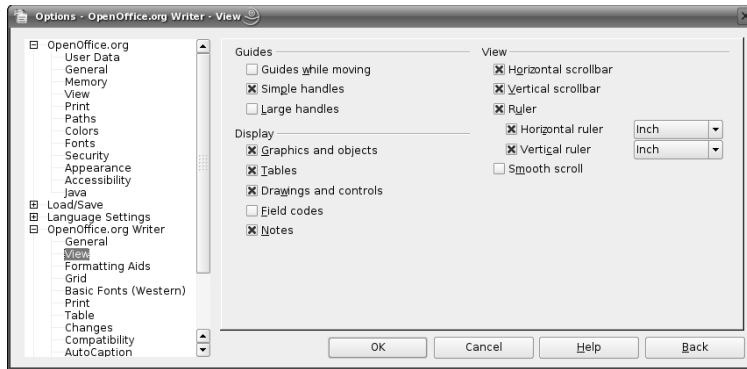 Options - OpenOffice.org Writer - View
OpenOffice.org
User Data
General
Memory
View
Print
Paths
Colors
Fonts
Security
Appearance
Accessibility
Java
Load/Save
Language Settings
OpenOffice.org Writer
General
View
Formatting Aids
Grid
Basic Fonts (Western)
Print
Table
Changes
Compatibility
AutoCaption
Guides
Guides while moving
Simple handles
Large handles
Display
Graphics and objects
Tables
Drawings and controls
Field codes
Notes
View
Horizontal scrollbar
Vertical scrollbar
Ruler
Horizontal ruler Inch
Vertical ruler Inch
Smooth scroll
OK Cancel Help Back